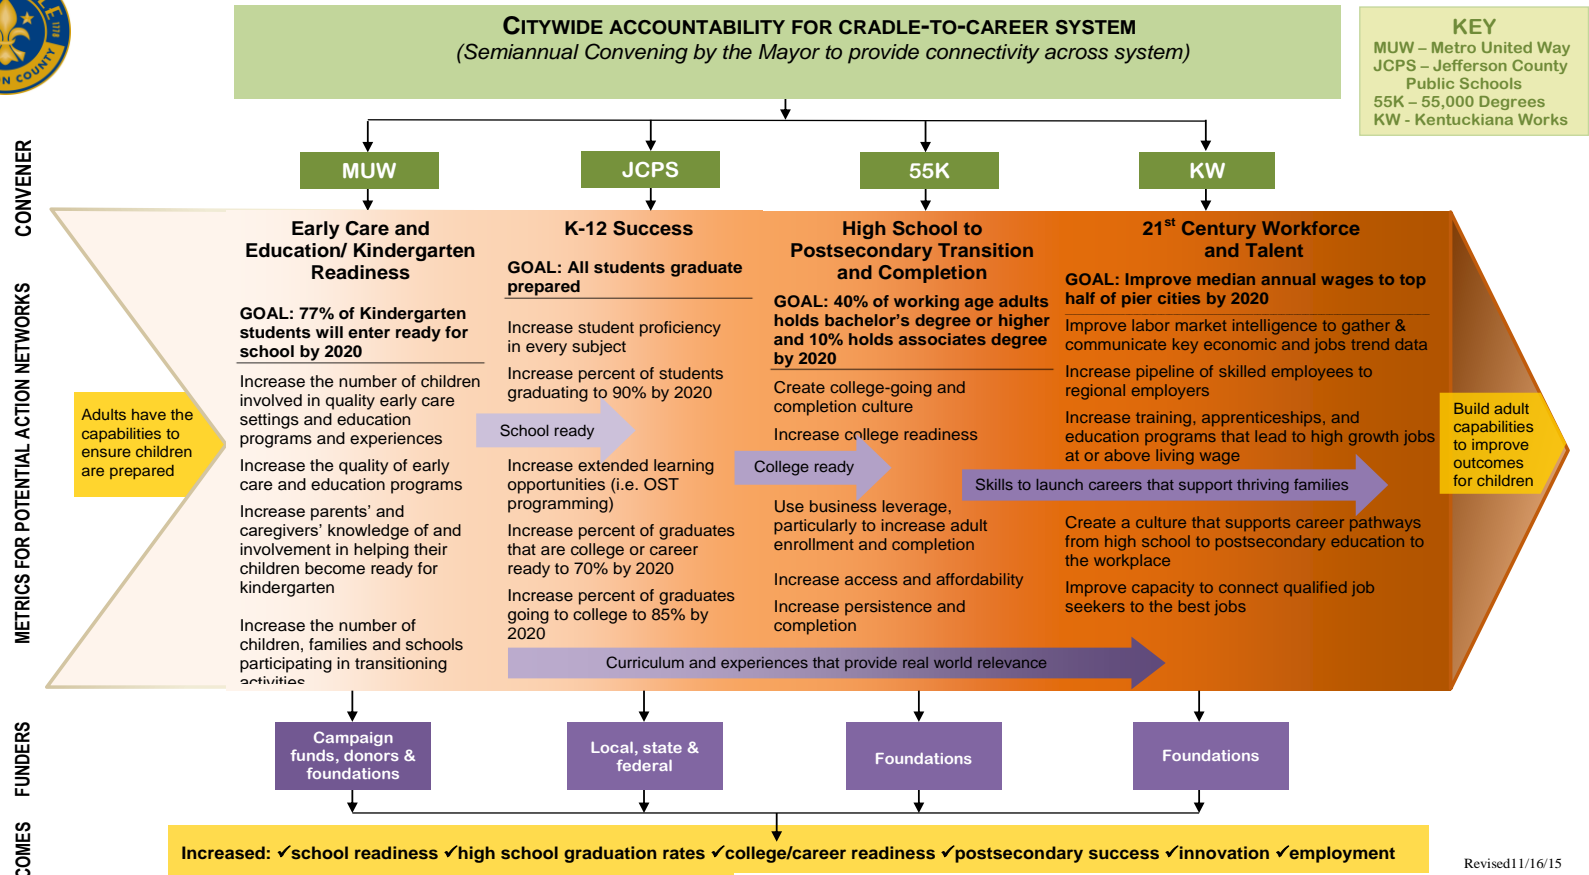 CITYWIDE ACCOUNTABILITY FOR CRADLE-TO-CAREER SYSTEM
(Semiannual Convening by the Mayor to provide connectivity across system)
KEY
MUW – Metro United Way
JCPS – Jefferson County
Public Schools
55K – 55,000 Degrees
KW - Kentuckiana Works
1778
COUNTY
CONVENER
MUW
JCPS
55K
KW
METRICS FOR POTENTIAL ACTION NETWORKS
Adults have the
capabilities to
ensure children
are prepared
Early Care and
Education/ Kindergarten
Readiness
GOAL: 77% of Kindergarten
students will enter ready for
school by 2020
Increase the number of children
involved in quality early care
settings and education
programs and experiences
Increase the quality of early
care and education programs
Increase parents’ and
caregivers’ knowledge of and
involvement in helping their
children become ready for
kindergarten
Increase the number of
children, families and schools
participating in transitioning
activities
K-12 Success
GOAL: All students graduate
prepared
Increase student proficiency
in every subject
Increase percent of students
graduating to 90% by 2020
School ready
Increase extended learning
opportunities (i.e. OST
programming)
Increase percent of graduates
that are college or career
ready to 70% by 2020
Increase percent of graduates
going to college to 85% by
2020
High School to
Postsecondary Transition
and Completion
GOAL: 40% of working age adults
holds bachelor’s degree or higher
and 10% holds associates degree
by 2020
Create college-going and
completion culture
Increase college readiness
College ready
Use business leverage,
particularly to increase adult
enrollment and completion
Increase access and affordability
Increase persistence and
completion
21st Century Workforce
and Talent
GOAL: Improve median annual wages to top
half of pier cities by 2020
Improve labor market intelligence to gather &
communicate key economic and jobs trend data
Increase pipeline of skilled employees to
regional employers
Increase training, apprenticeships, and
education programs that lead to high growth jobs
at or above living wage
Skills to launch careers that support thriving families
Create a culture that supports career pathways
from high school to postsecondary education to
the workplace
Improve capacity to connect qualified job
seekers to the best jobs
Curriculum and experiences that provide real world relevance
Build adult
capabilities
to improve
outcomes
for children
FUNDERS
Campaign
funds, donors &
foundations
Local, state &
federal
Foundations
Foundations
COMES
Increased: ✓school readiness ✓high school graduation rates ✓college/career readiness ✓postsecondary success ✓innovation ✓employment
Revised11/16/15